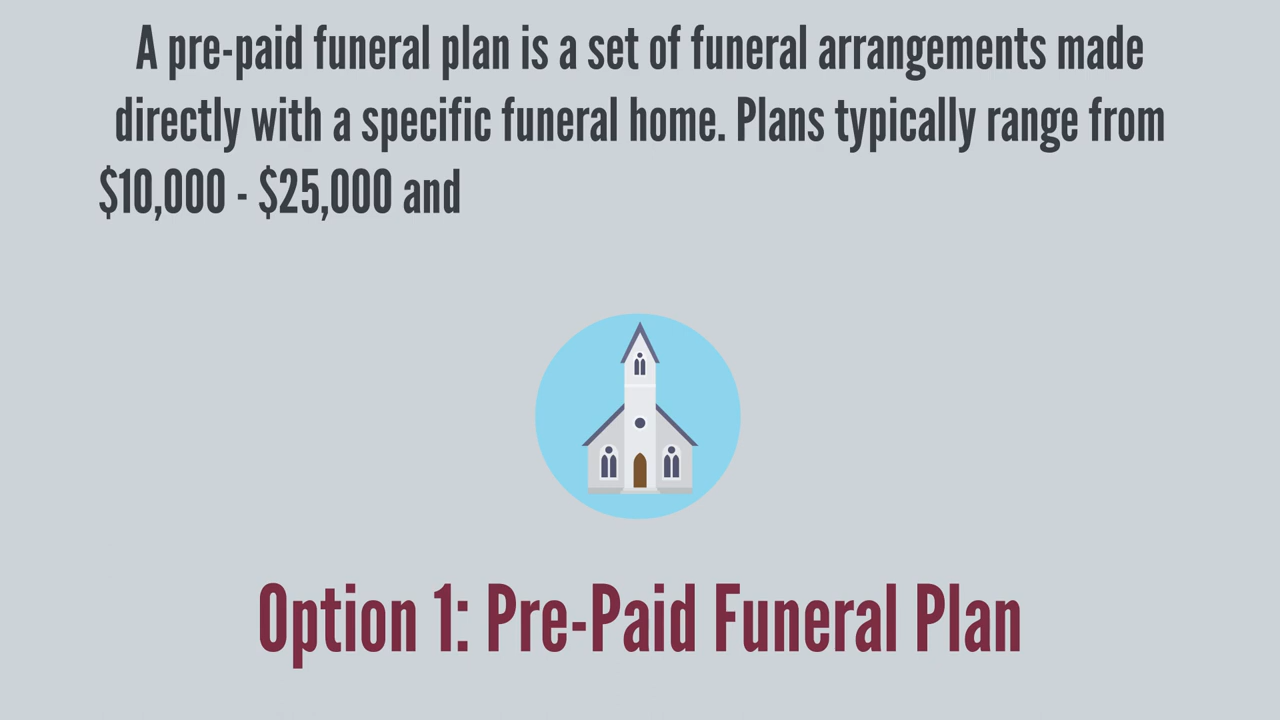 A pre-paid funeral plan is a set of funeral arrangements made
directly with a specific funeral home. Plans typically range from
$10,000 - $25,000 and
Option 1: Pre-Paid Funeral Plan